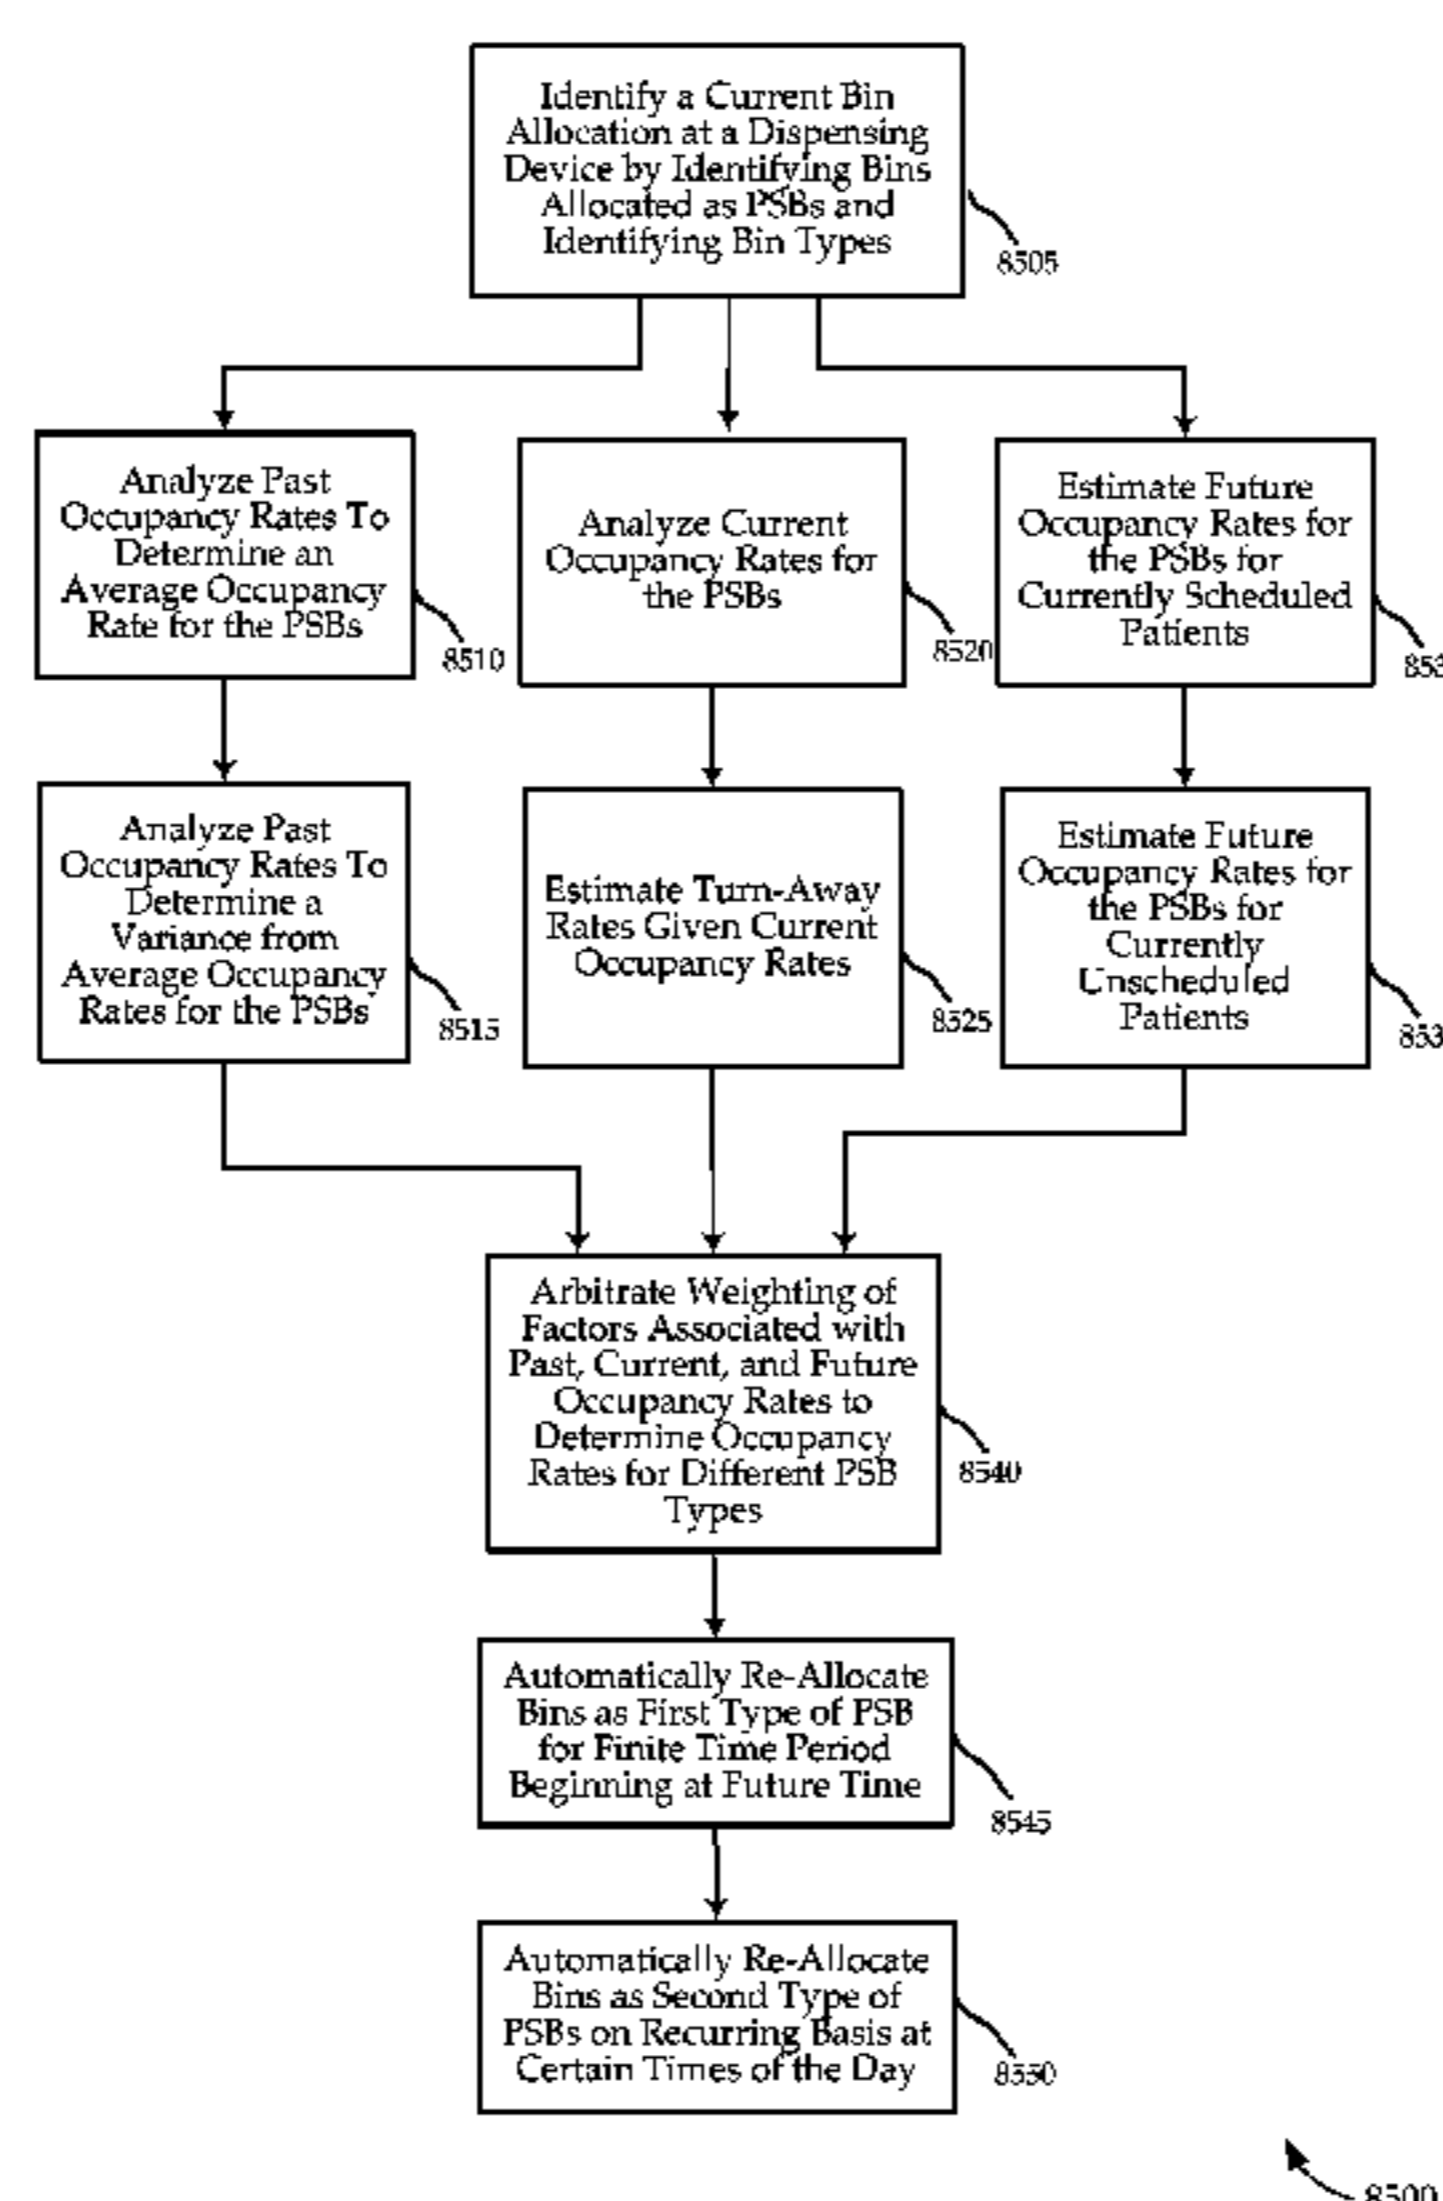 Identify a Current Bin
Allocation at a Dispensing
Device by Identifying Bins
Allocated as PSBs and
Identifying Bin Types
8505
Analyze Past
Occupancy Rates To
Determine an
Average Occupancy
Rate for the PSBs
8510
Analyze Current
Occupancy Rates for
the PSBs
8520
Estimate Future
Occupancy Rates for
the PSBs for
Currently Scheduled
Patients
853
Analyze Past
Occupancy Rates To
Determine a
Variance from
Average Occupancy
Rates for the PSBs
8515
Estimate Turn-Away
Rates Given Current
Occupancy Rates
8525
Estimate Future
Occupancy Rates for
the PSBs for
Currently
Unscheduled
Patients
853
Arbitrate Weighting of
Factors Associated with
Past, Current, and Future
Occupancy Rates to
Determine Occupancy
Rates for Different PSB
Types
8540
Automatically Re-Allocate
Bins as First Type of PSB
for Finite Time Period
Beginning at Future Time
8545
Automatically Re-Allocate
Bins as Second Type of
PSBs on Recurring Basis at
Certain Times of the Day
8550
8500